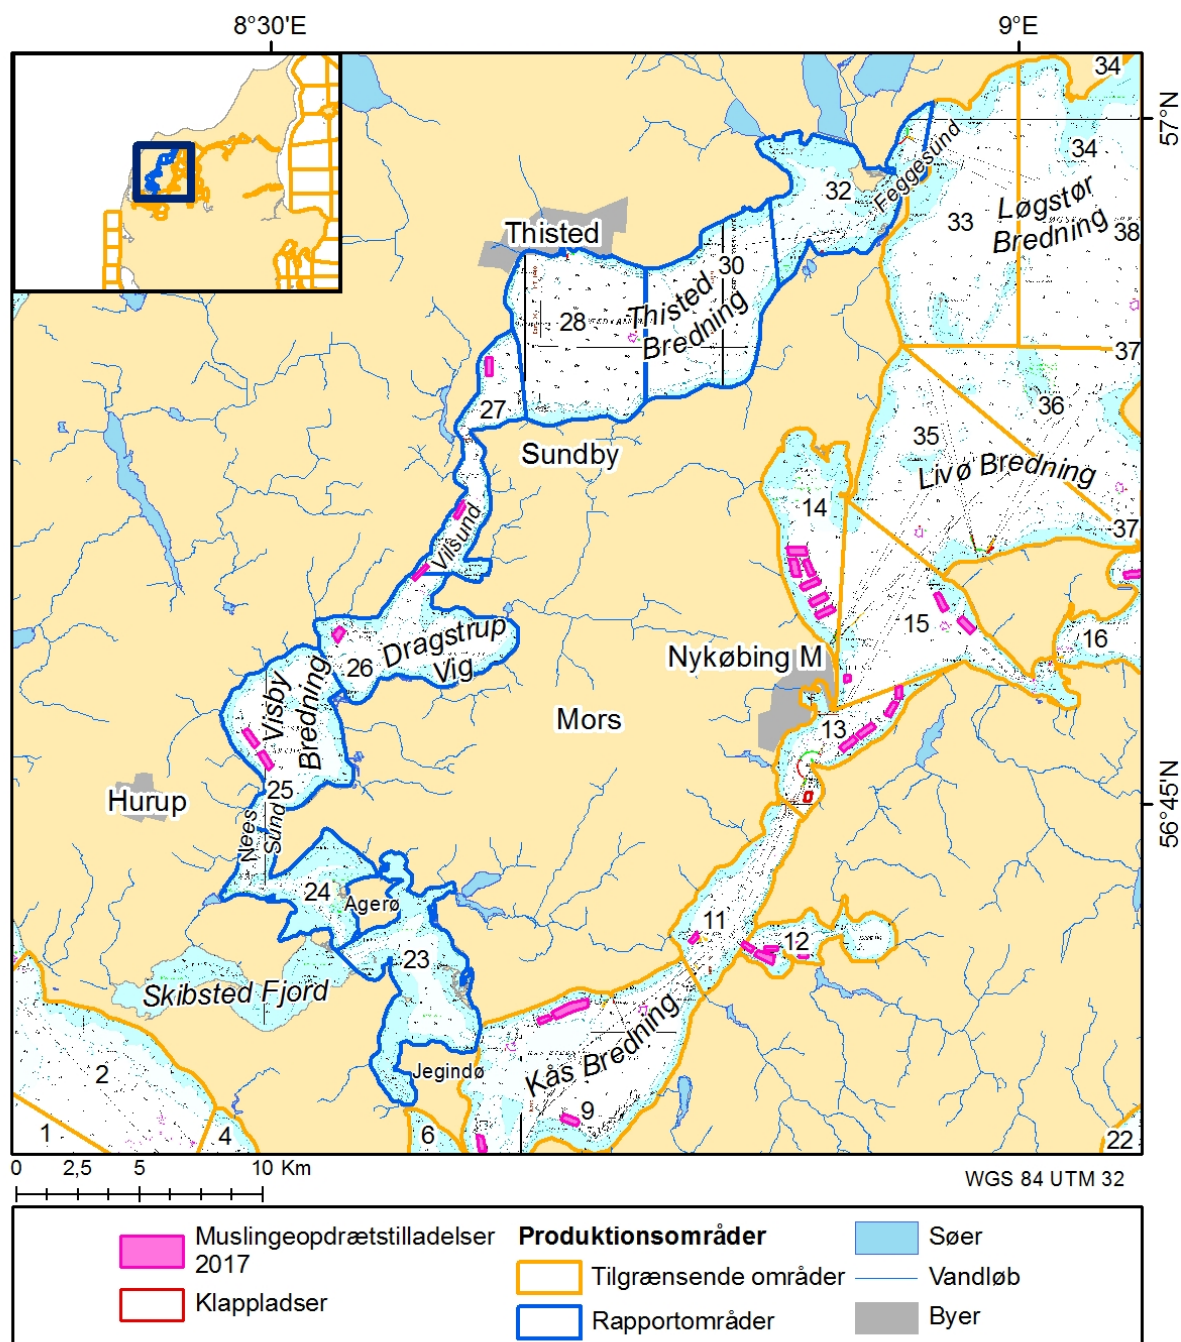 8°30'E
9°E
34
57°N
34
Feggesund
32
33
Løgstør
Bredning
38
Thisted
30
28
Thisted
Bredning
37
36
27
35
Sundby
Livø Bredning
14
37
Vilsund
15
16
Dragstrup
Vig
26
Nykøbing M
Visby
Bredning
Mors
13
25
Hurup
56°45'N
Nees
Sund
24
Agerø
11
12
23
Skibsted Fjord
Kås Bredning
2
Jegindø
9
1
4
6
22
0 2,5 5 10 Km
WGS 84 UTM 32
Muslingeopdrætstilladelser
2017
Klappladser
Produktionsområder
Tilgrænsende områder
Rapportområder
Søer
Vandløb
Byer